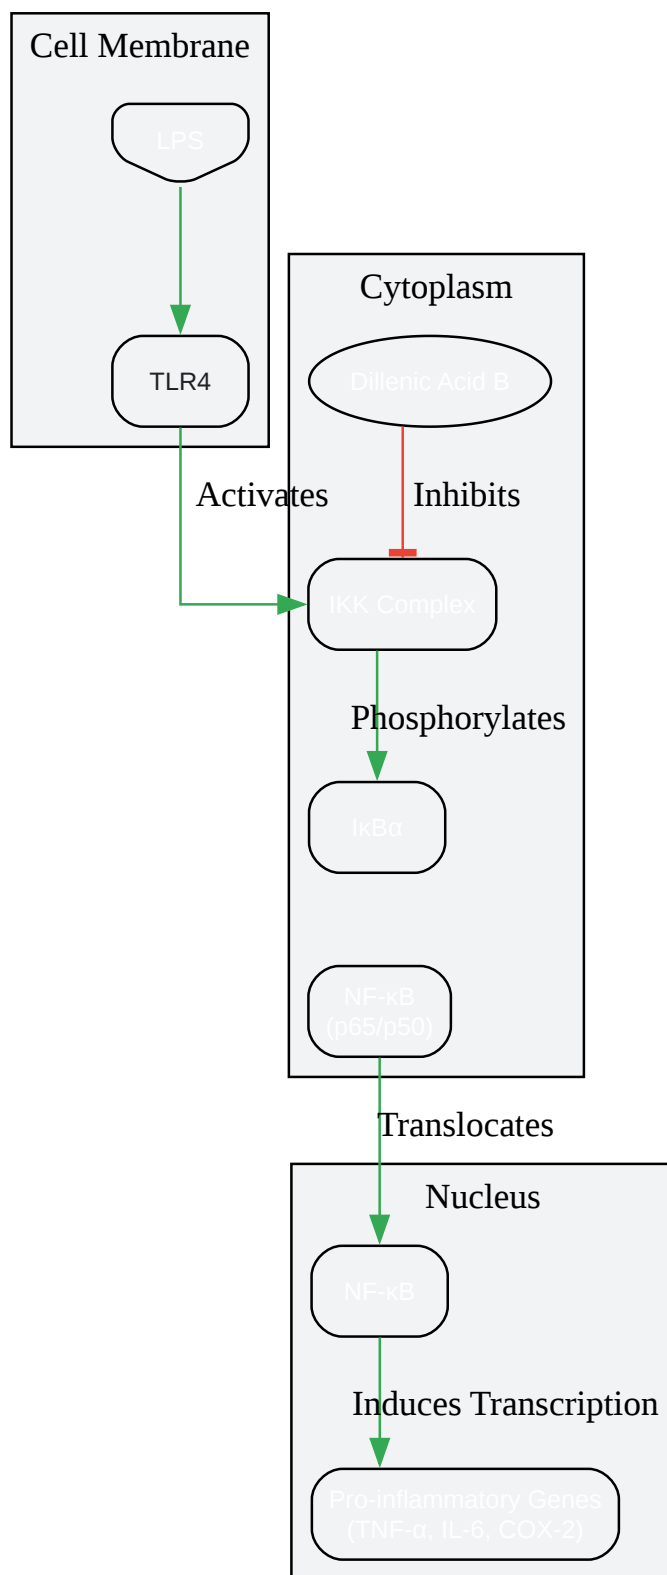 Cell Membrane
LPS
TLR4
Activates
Cytoplasm
Dillenic Acid B
Inhibits
IKK Complex
Phosphorylates
IκBα
NF-κB
(p65/p50)
Translocates
Nucleus
NF-κB
Induces Transcription
Pro-inflammatory Genes
(TNF-α, IL-6, COX-2)